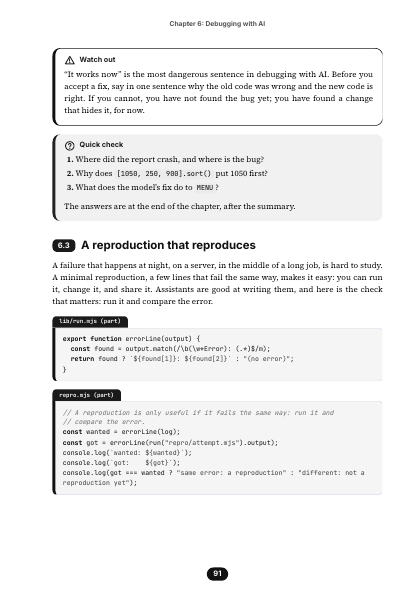 Chapter 6: Debugging with AI
Watch out
“It works now” is the most dangerous sentence in debugging with AI. Before you
accept a fix, say in one sentence why the old code was wrong and the new code is
right. If you cannot, you have not found the bug yet; you have found a change
that hides it, for now.
Quick check
1. Where did the report crash, and where is the bug?
2. Why does [1050, 250, 900].sort() put 1050 first?
3. What does the model’s fix do to MENU?
The answers are at the end of the chapter, after the summary.
6.3 A reproduction that reproduces
A failure that happens at night, on a server, in the middle of a long job, is hard to study.
A minimal reproduction, a few lines that fail the same way, makes it easy: you can run
it, change it, and share it. Assistants are good at writing them, and here is the check
that matters: run it and compare the error.
lib/run.mjs (part)
export function errorLine(output) {
const found = output.match(/\b(\w*Error): (.*)$/m);
return found ? `${found[1]}: ${found[2]}` : "(no error)";
}
repro.mjs (part)
// A reproduction is only useful if it fails the same way: run it and
// compare the error.
const wanted = errorLine(log);
const got = errorLine(run("repro/attempt.mjs").output);
console.log(`wanted: ${wanted}`);
console.log(`got:    ${got}`);
console.log(got === wanted ? "same error: a reproduction" : "different: not a
reproduction yet");
91